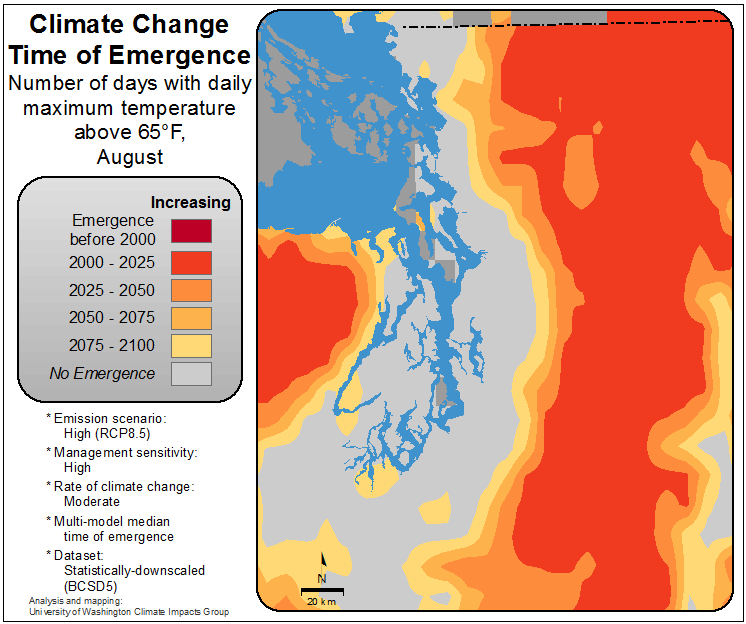 Climate Change
Time of Emergence
Number of days with daily
maximum temperature
above 65°F,
August
Increasing
Emergence
before 2000
2000 - 2025
2025 - 2050
2050 - 2075
2075 - 2100
No Emergence
* Emission scenario:
High (RCP8.5)
* Management sensitivity:
High
* Rate of climate change:
Moderate
* Multi-model median
time of emergence
* Dataset:
Statistically-downscaled
(BCSD5)
Analysis and mapping:
University of Washington Climate Impacts Group
N
20 km